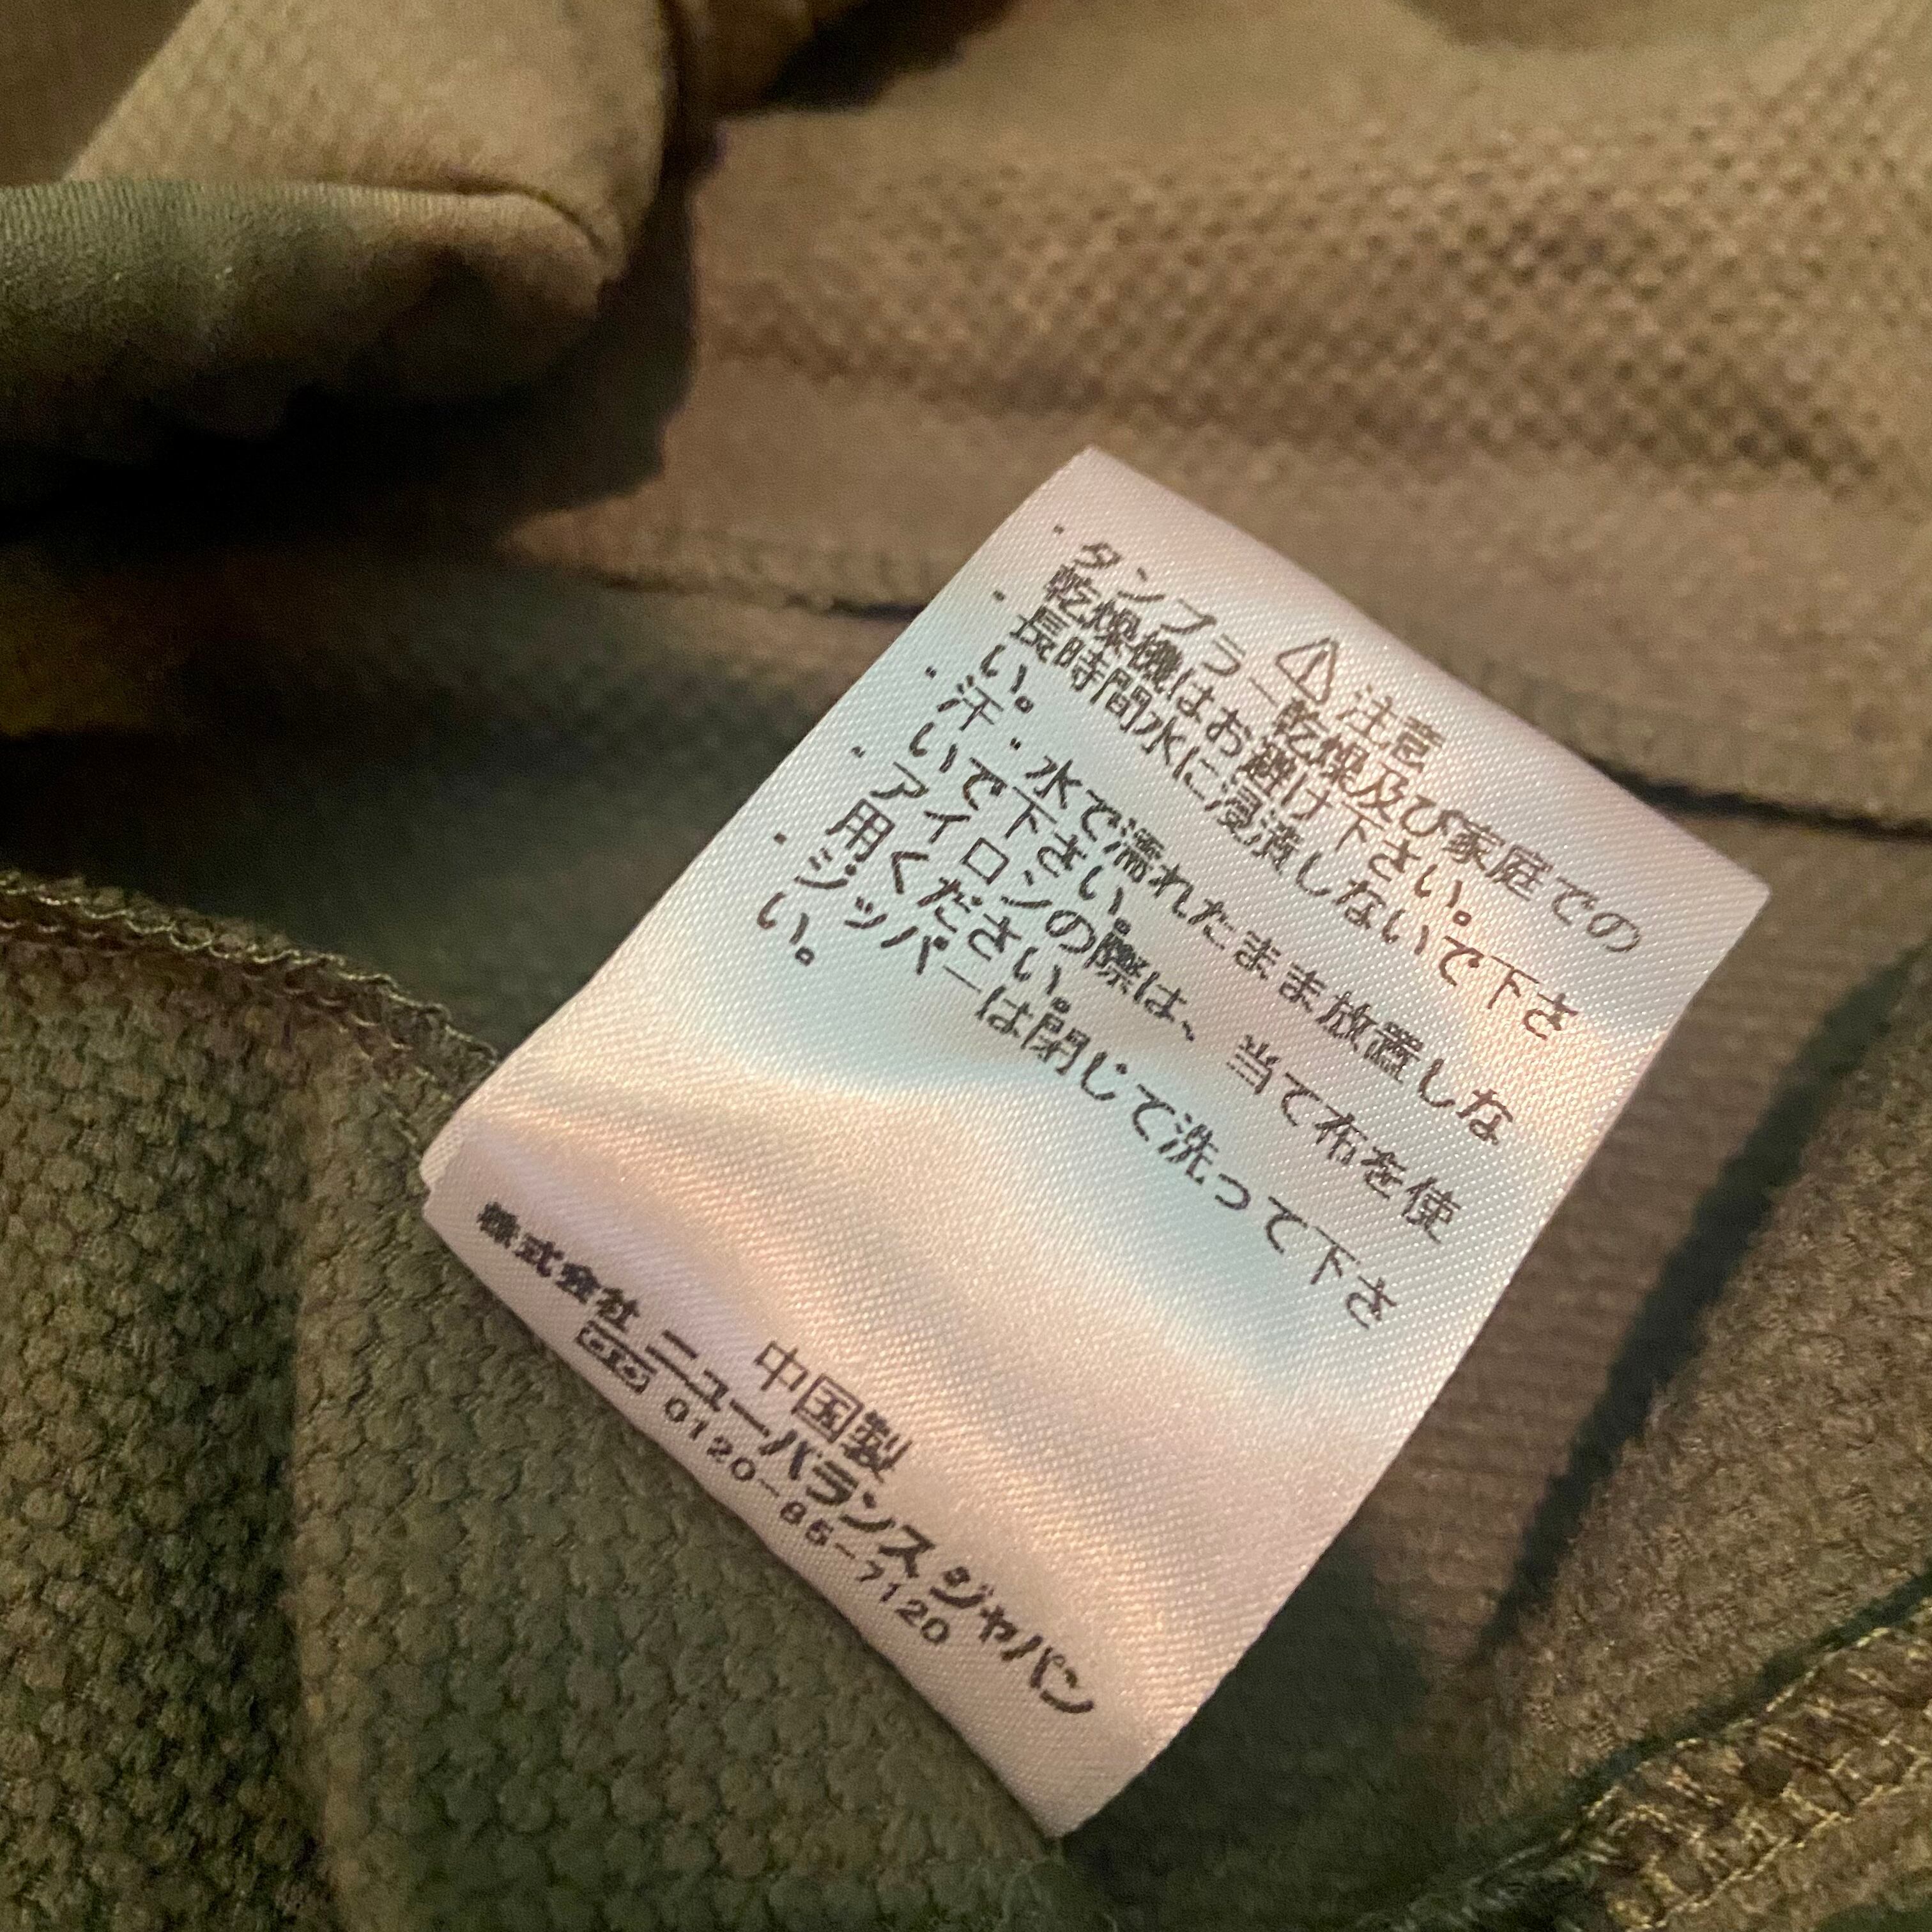 ⚠ 注意
・タンブラー乾燥及び家庭での
乾燥機はお避け下さい。
・長時間水に浸漬しないで下さ
い。
・汗・水で濡れたまま放置しな
いで下さい。
・アイロンの際は、当て布を使
用ください。
・ジッパーは閉じて洗って下さ
い。
中国製
株式会社 ニューバランス ジャパン
0120-85-7120